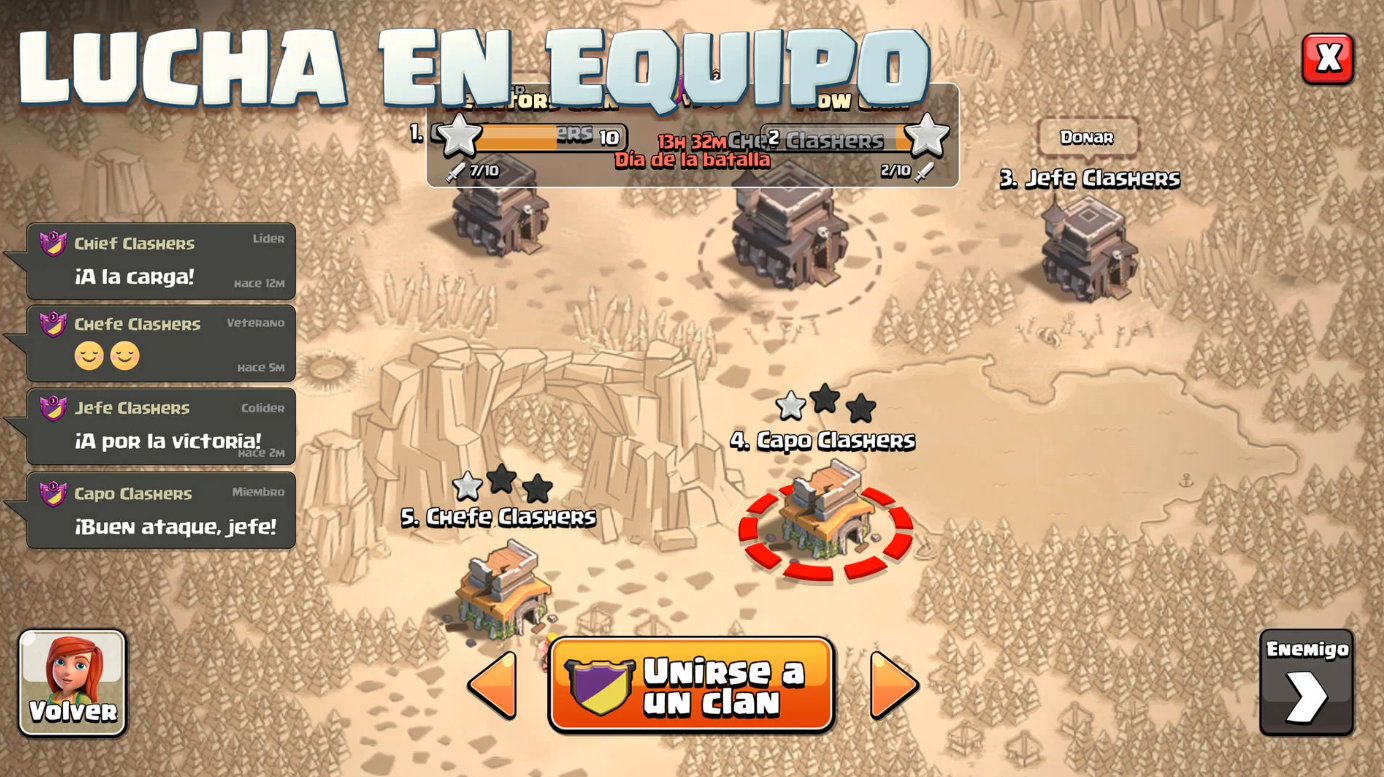 LUCHA EN EQUIPO
X
10
13h 32m
2
Día de la batalla
7/10
2/10
1.
Clashers
Donar
3. Jefe Clashers
Chief Clashers
Líder
¡A la carga!
Hace 12m
Chefe Clashers
Veterano
Hace 5m
Jefe Clashers
Colíder
¡A por la victoria!
Hace 2m
Capo Clashers
Miembro
¡Buen ataque, jefe!
4. Capo Clashers
5. Chefe Clashers
Volver
Unirse a
un clan
Enemigo